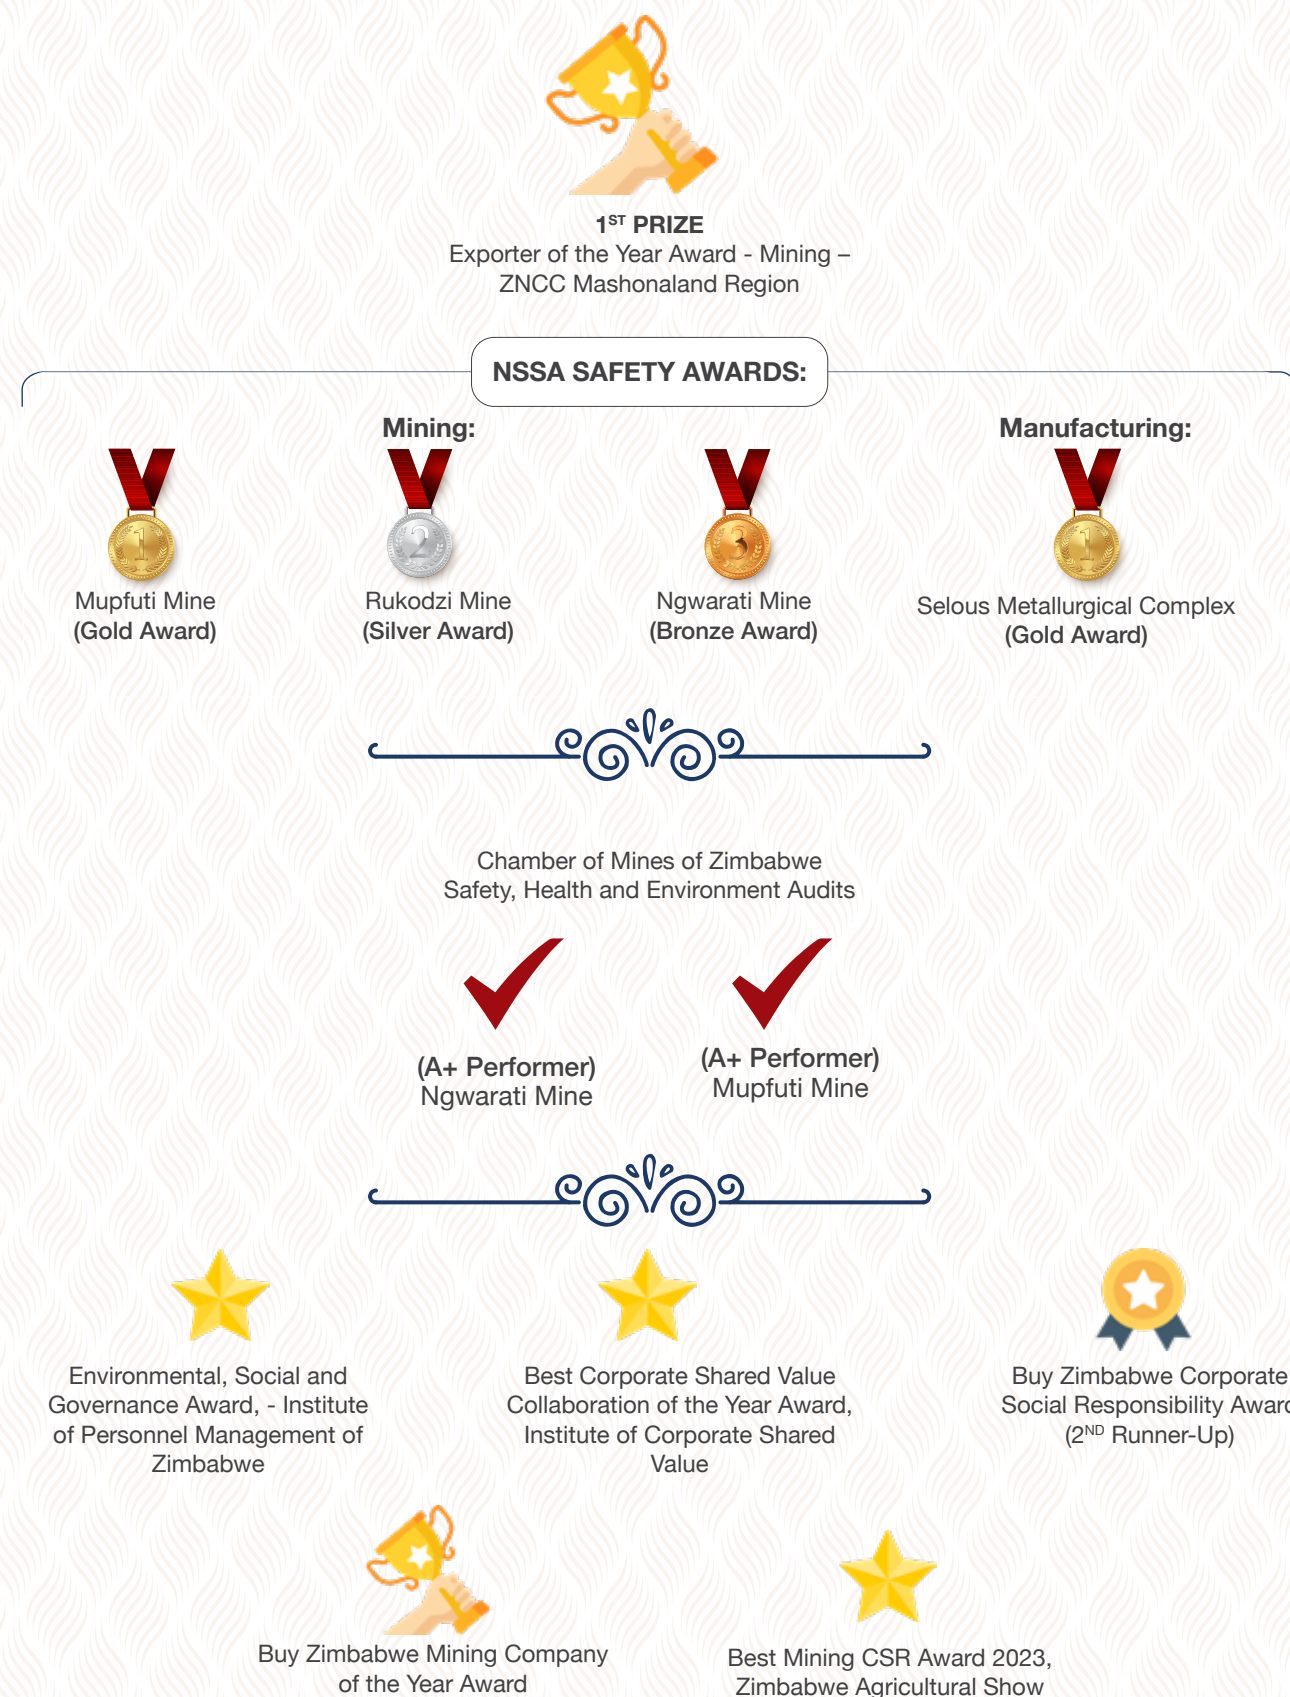 1ST PRIZE
Exporter of the Year Award - Mining –
ZNCC Mashonaland Region
NSSA SAFETY AWARDS:
Mining:
Manufacturing:
1
2
3
1
Mupfuti Mine
(Gold Award)
Rukodzi Mine
(Silver Award)
Ngwarati Mine
(Bronze Award)
Selous Metallurgical Complex
(Gold Award)
Chamber of Mines of Zimbabwe
Safety, Health and Environment Audits
(A+ Performer)
Ngwarati Mine
(A+ Performer)
Mupfuti Mine
Environmental, Social and
Governance Award, - Institute
of Personnel Management of
Zimbabwe
Best Corporate Shared Value
Collaboration of the Year Award,
Institute of Corporate Shared
Value
Buy Zimbabwe Corporate
Social Responsibility Award
(2ND Runner-Up)
Buy Zimbabwe Mining Company
of the Year Award
Best Mining CSR Award 2023,
Zimbabwe Agricultural Show